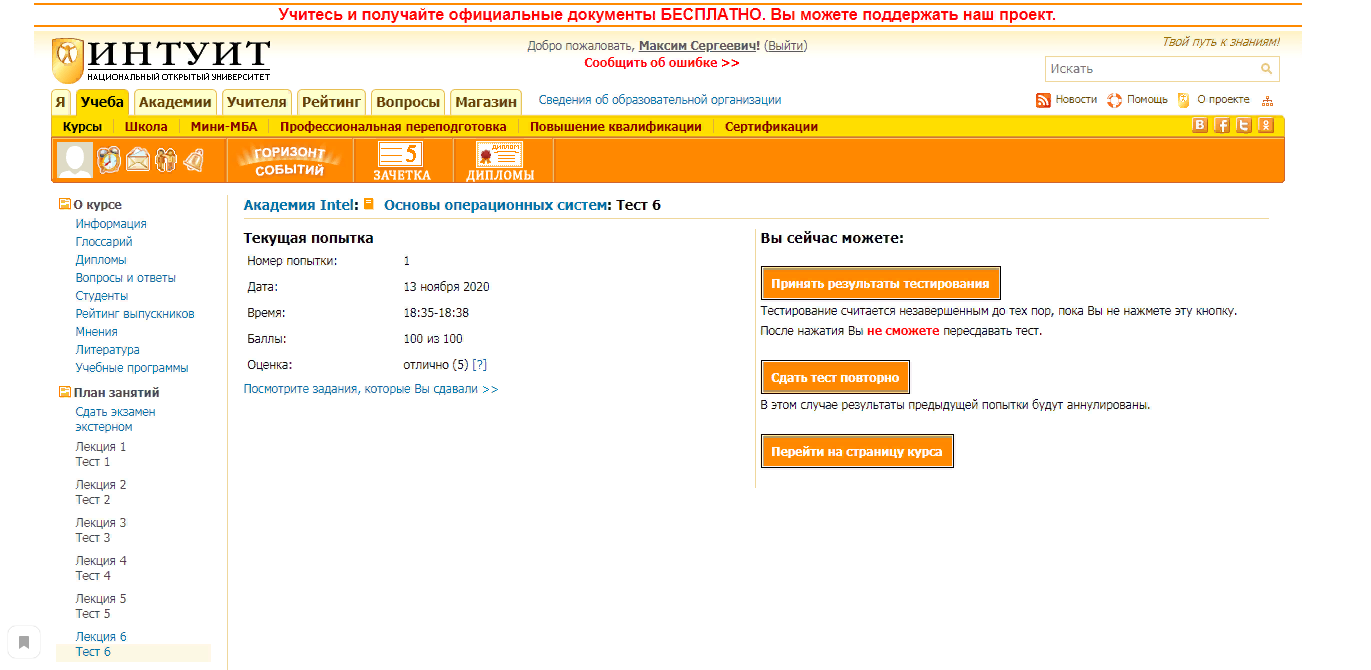 Учитесь и получайте официальные документы БЕСПЛАТНО. Вы можете поддержать наш проект.
ИНТУИТ
НАЦИОНАЛЬНЫЙ ОТКРЫТЫЙ УНИВЕРСИТЕТ
Добро пожаловать, Максим Сергеевич! (Выйти)
Сообщить об ошибке >>
Твой путь к знаниям!
Искать
Я Учеба Академии Учителя Рейтинг Вопросы Магазин Сведения об образовательной организации Новости Помощь О проекте
Курсы Школа Мини-МБА Профессиональная переподготовка Повышение квалификации Сертификации
ГОРИЗОНТ СОБЫТИЙ
5
ЗАЧЕТКА
ДИПЛОМ
ДИПЛОМЫ
О курсе
Информация
Глоссарий
Дипломы
Вопросы и ответы
Студенты
Рейтинг выпускников
Мнения
Литература
Учебные программы
План занятий
Сдать экзамен
экстерном
Лекция 1
Тест 1
Лекция 2
Тест 2
Лекция 3
Тест 3
Лекция 4
Тест 4
Лекция 5
Тест 5
Лекция 6
Тест 6
Академия Intel: Основы операционных систем: Тест 6
Текущая попытка
Номер попытки: 1
Дата: 13 ноября 2020
Время: 18:35-18:38
Баллы: 100 из 100
Оценка: отлично (5) [?]
Посмотрите задания, которые Вы сдавали >>
Вы сейчас можете:
Принять результаты тестирования
Тестирование считается незавершенным до тех пор, пока Вы не нажмете эту кнопку.
После нажатия Вы не сможете пересдавать тест.
Сдать тест повторно
В этом случае результаты предыдущей попытки будут аннулированы.
Перейти на страницу курса